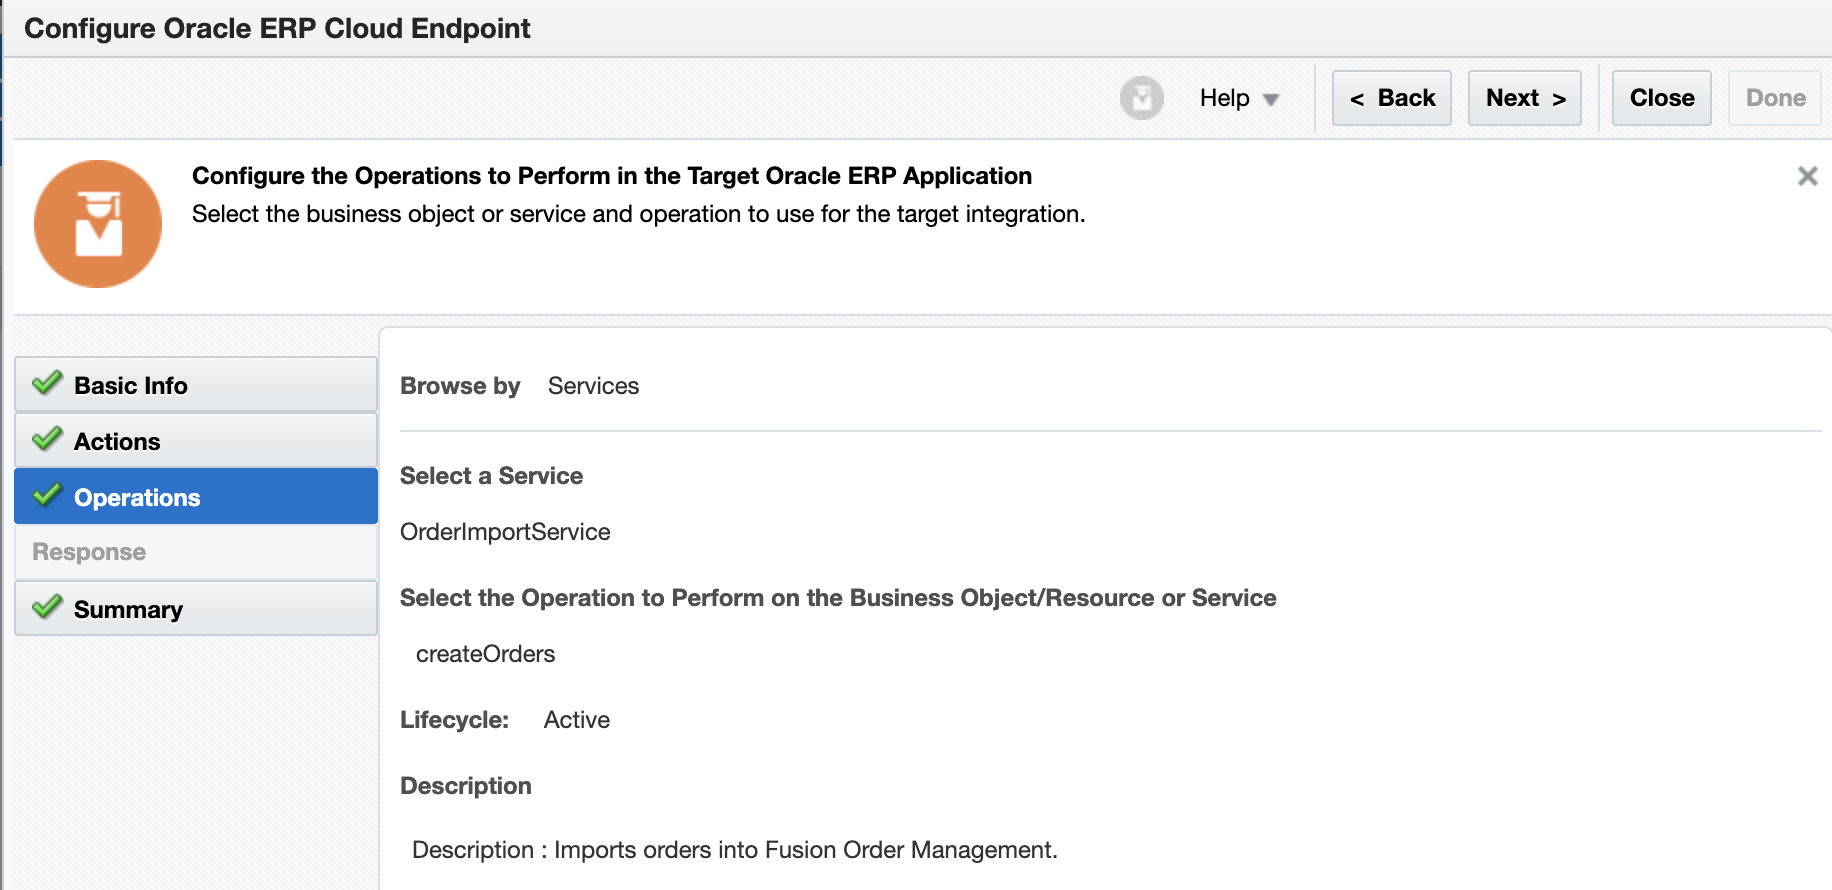 Configure Oracle ERP Cloud Endpoint
Help
< Back
Next >
Close
Done
Configure the Operations to Perform in the Target Oracle ERP Application
Select the business object or service and operation to use for the target integration.
Basic Info
Actions
Operations
Response
Summary
Browse by Services
Select a Service
OrderImportService
Select the Operation to Perform on the Business Object/Resource or Service
createOrders
Lifecycle: Active
Description
Description : Imports orders into Fusion Order Management.